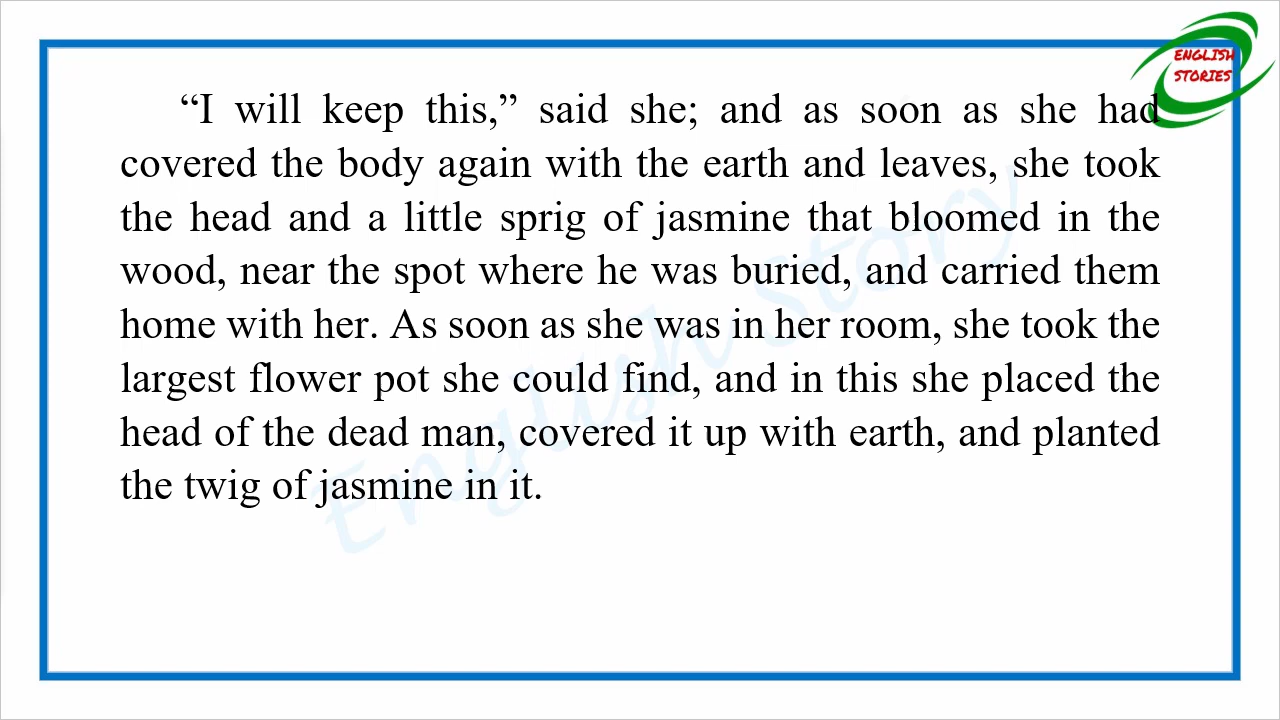 ENGLISH
STORIES
“I will keep this,” said she; and as soon as she had
covered the body again with the earth and leaves, she took
the head and a little sprig of jasmine that bloomed in the
wood, near the spot where he was buried, and carried them
home with her. As soon as she was in her room, she took the
largest flower pot she could find, and in this she placed the
head of the dead man, covered it up with earth, and planted
the twig of jasmine in it.
English Story